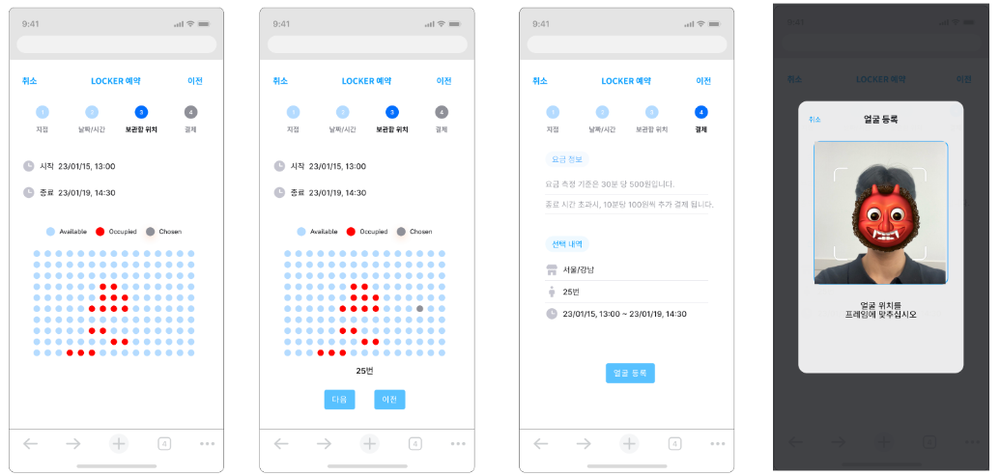 9:41
취소 LOCKER 예약 이전
1 2 3 4
지점 날짜/시간 보관함 위치 결제
시작 23/01/15, 13:00
종료 23/01/19, 14:30
Available Occupied Chosen
4
9:41
취소 LOCKER 예약 이전
1 2 3 4
지점 날짜/시간 보관함 위치 결제
시작 23/01/15, 13:00
종료 23/01/19, 14:30
Available Occupied Chosen
25번
다음 이전
4
9:41
취소 LOCKER 예약 이전
1 2 3 4
지점 날짜/시간 보관함 위치 결제
요금 정보
요금 측정 기준은 30분 당 500원입니다.
종료 시간 초과시, 10분당 100원씩 추가 결제 됩니다.
선택 내역
서울/강남
25번
23/01/15, 13:00 ~ 23/01/19, 14:30
얼굴 등록
4
9:41
취소 LOCKER 예약 이전
취소 얼굴 등록
얼굴 위치를
프레임에 맞추십시오
4